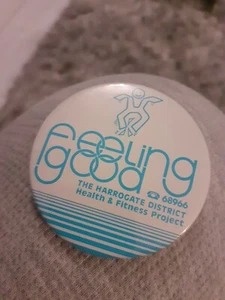 feeling
good ☎ 68966
THE HARROGATE DISTRICT
Health & Fitness Project